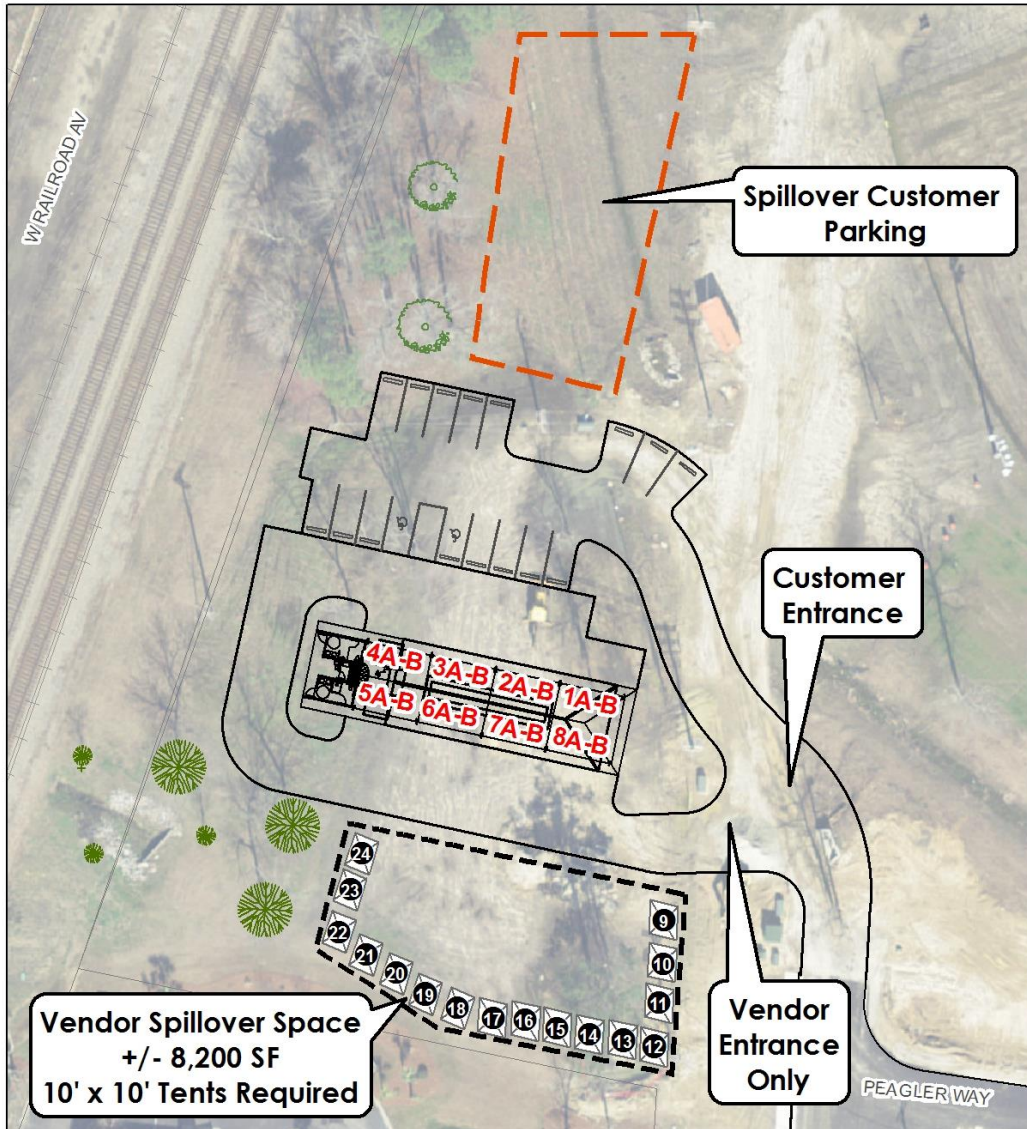 W RAILROAD AV
Spillover Customer
Parking
Customer
Entrance
4A-B
3A-B
2A-B
1A-B
5A-B
6A-B
7A-B
8A-B
24
23
22
21
20
19
18
17
16
15
14
13
12
11
10
9
Vendor Spillover Space
+/- 8,200 SF
10' x 10' Tents Required
Vendor
Entrance
Only
PEAGLER WAY